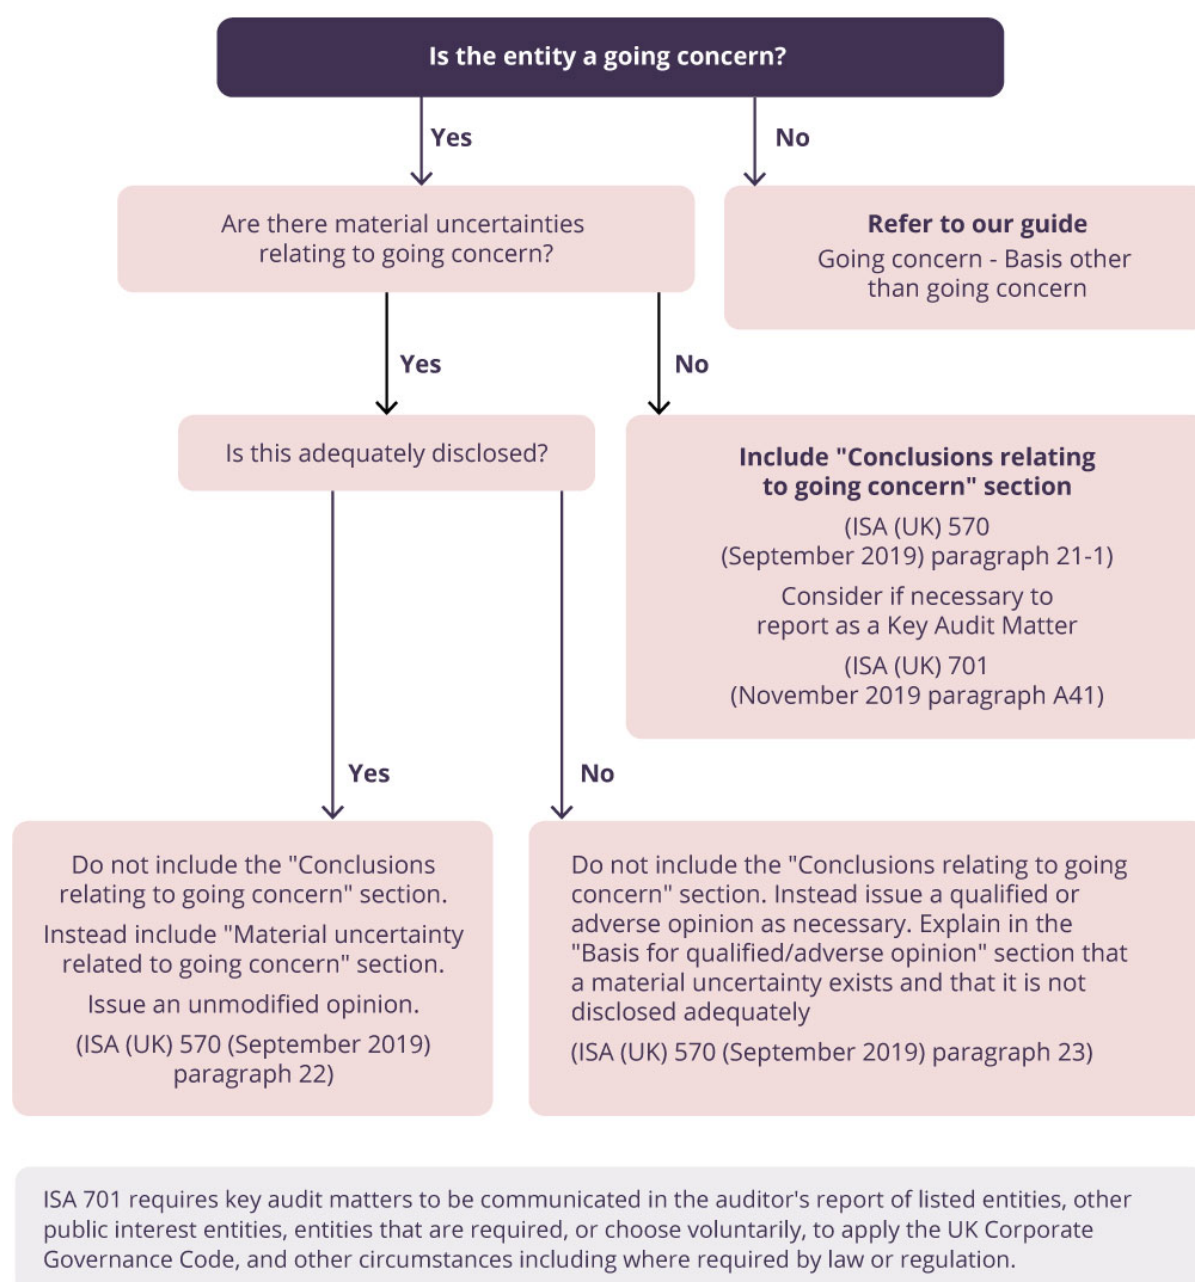 Is the entity a going concern?
Yes
No
Are there material uncertainties
relating to going concern?
Refer to our guide
Going concern - Basis other
than going concern
Yes
No
Is this adequately disclosed?
Include "Conclusions relating
to going concern" section
(ISA (UK) 570
(September 2019) paragraph 21-1)
Consider if necessary to
report as a Key Audit Matter
(ISA (UK) 701
(November 2019 paragraph A41)
Yes
No
Do not include the "Conclusions
relating to going concern" section.
Instead include "Material uncertainty
related to going concern" section.
Issue an unmodified opinion.
(ISA (UK) 570 (September 2019)
paragraph 22)
Do not include the "Conclusions relating to going
concern" section. Instead issue a qualified or
adverse opinion as necessary. Explain in the
"Basis for qualified/adverse opinion" section that
a material uncertainty exists and that it is not
disclosed adequately
(ISA (UK) 570 (September 2019) paragraph 23)
ISA 701 requires key audit matters to be communicated in the auditor's report of listed entities, other
public interest entities, entities that are required, or choose voluntarily, to apply the UK Corporate
Governance Code, and other circumstances including where required by law or regulation.